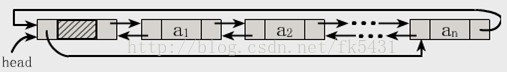 a1 a2 an
http://blog.csdn.net/fk5431
head